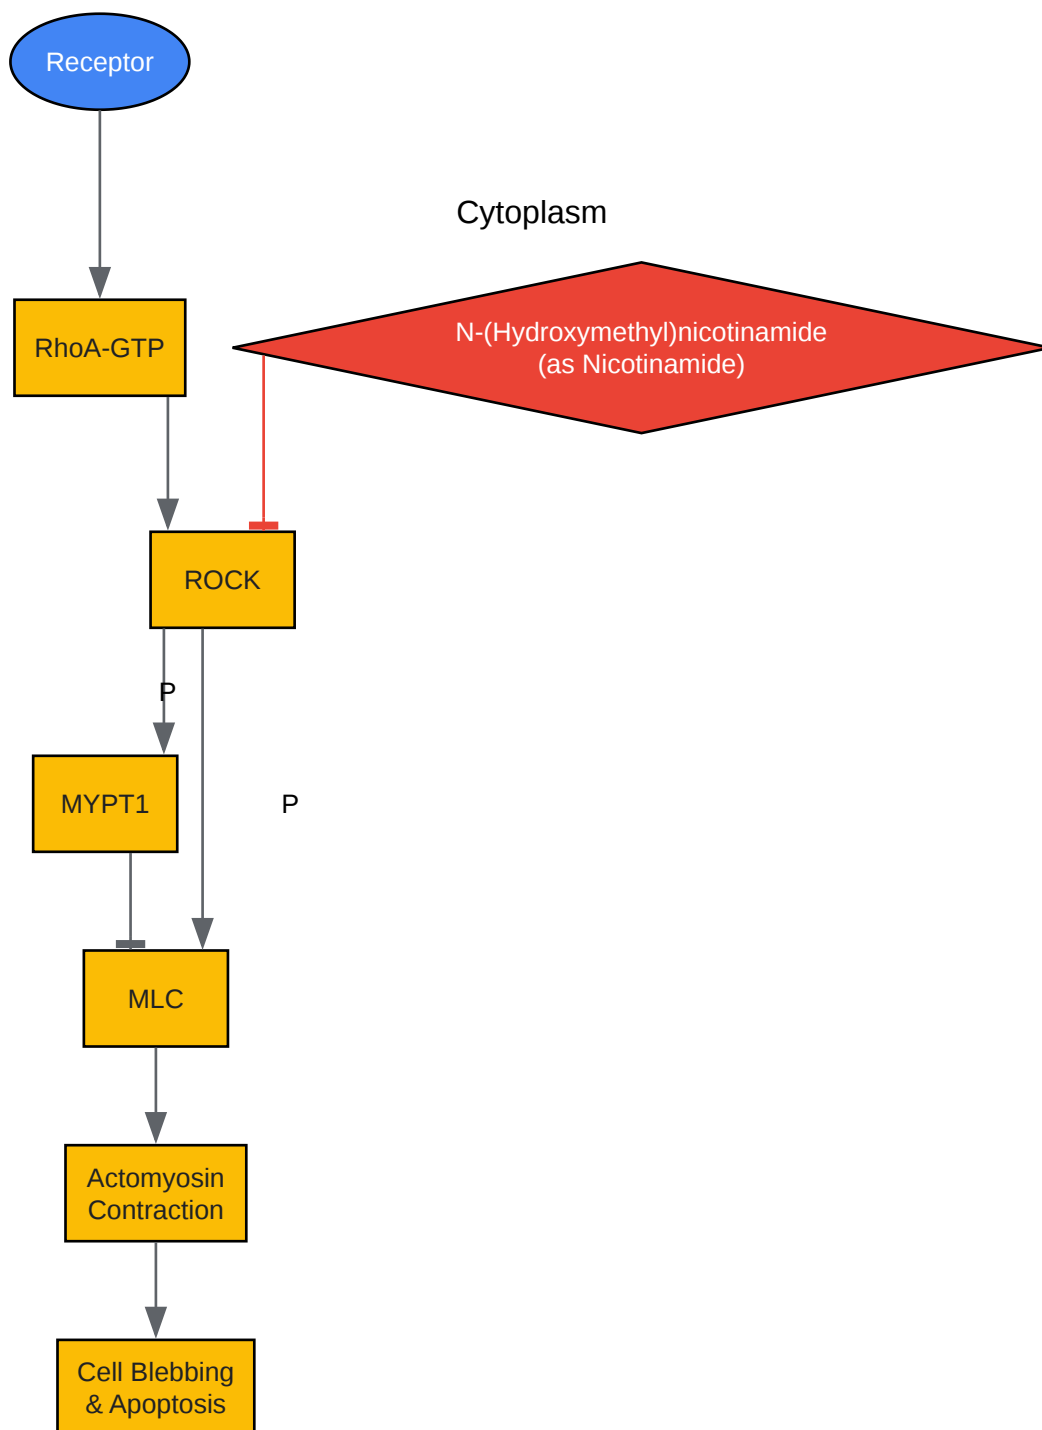 Receptor
Cytoplasm
RhoA-GTP
N-(Hydroxymethyl)nicotinamide
(as Nicotinamide)
ROCK
P
MYPT1
P
MLC
Actomyosin
Contraction
Cell Blebbing
& Apoptosis